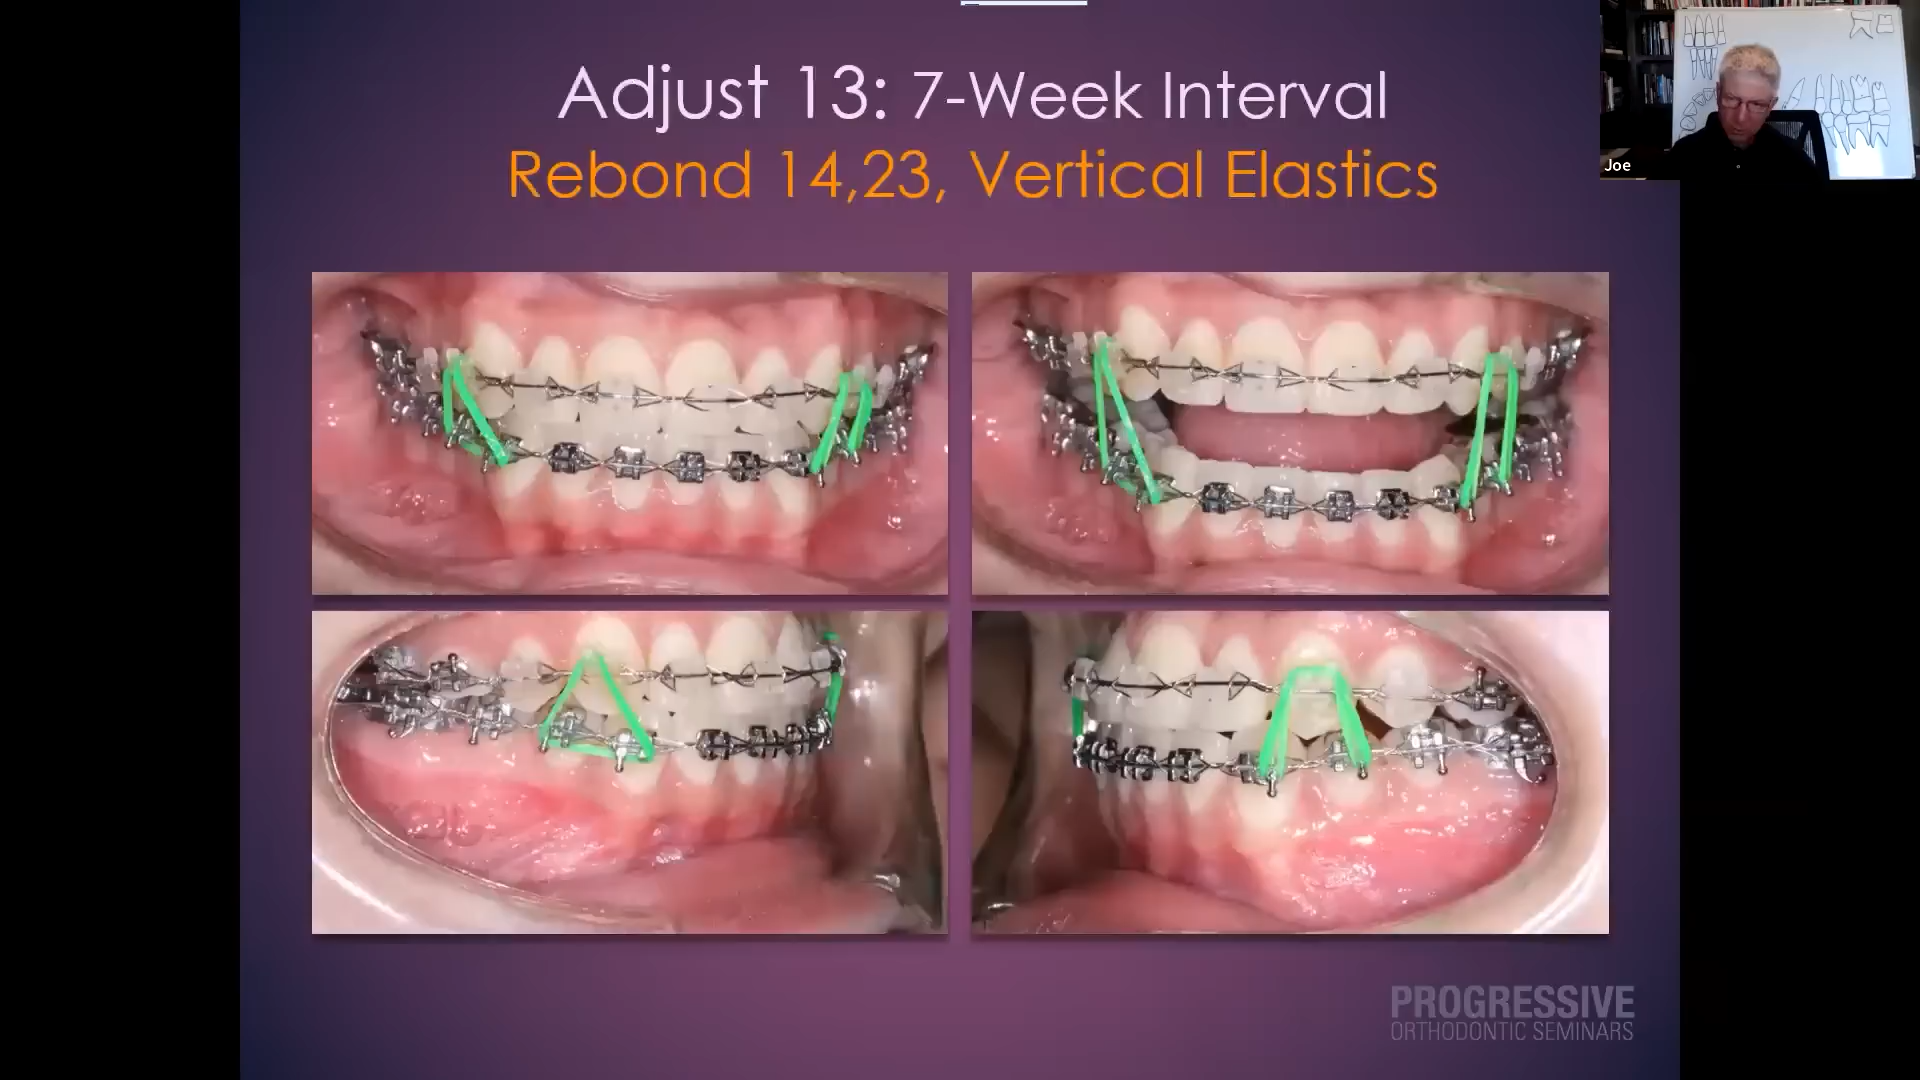 Adjust 13: 7-Week Interval
Rebond 14,23, Vertical Elastics
Joe
PROGRESSIVE
ORTHODONTIC SEMINARS